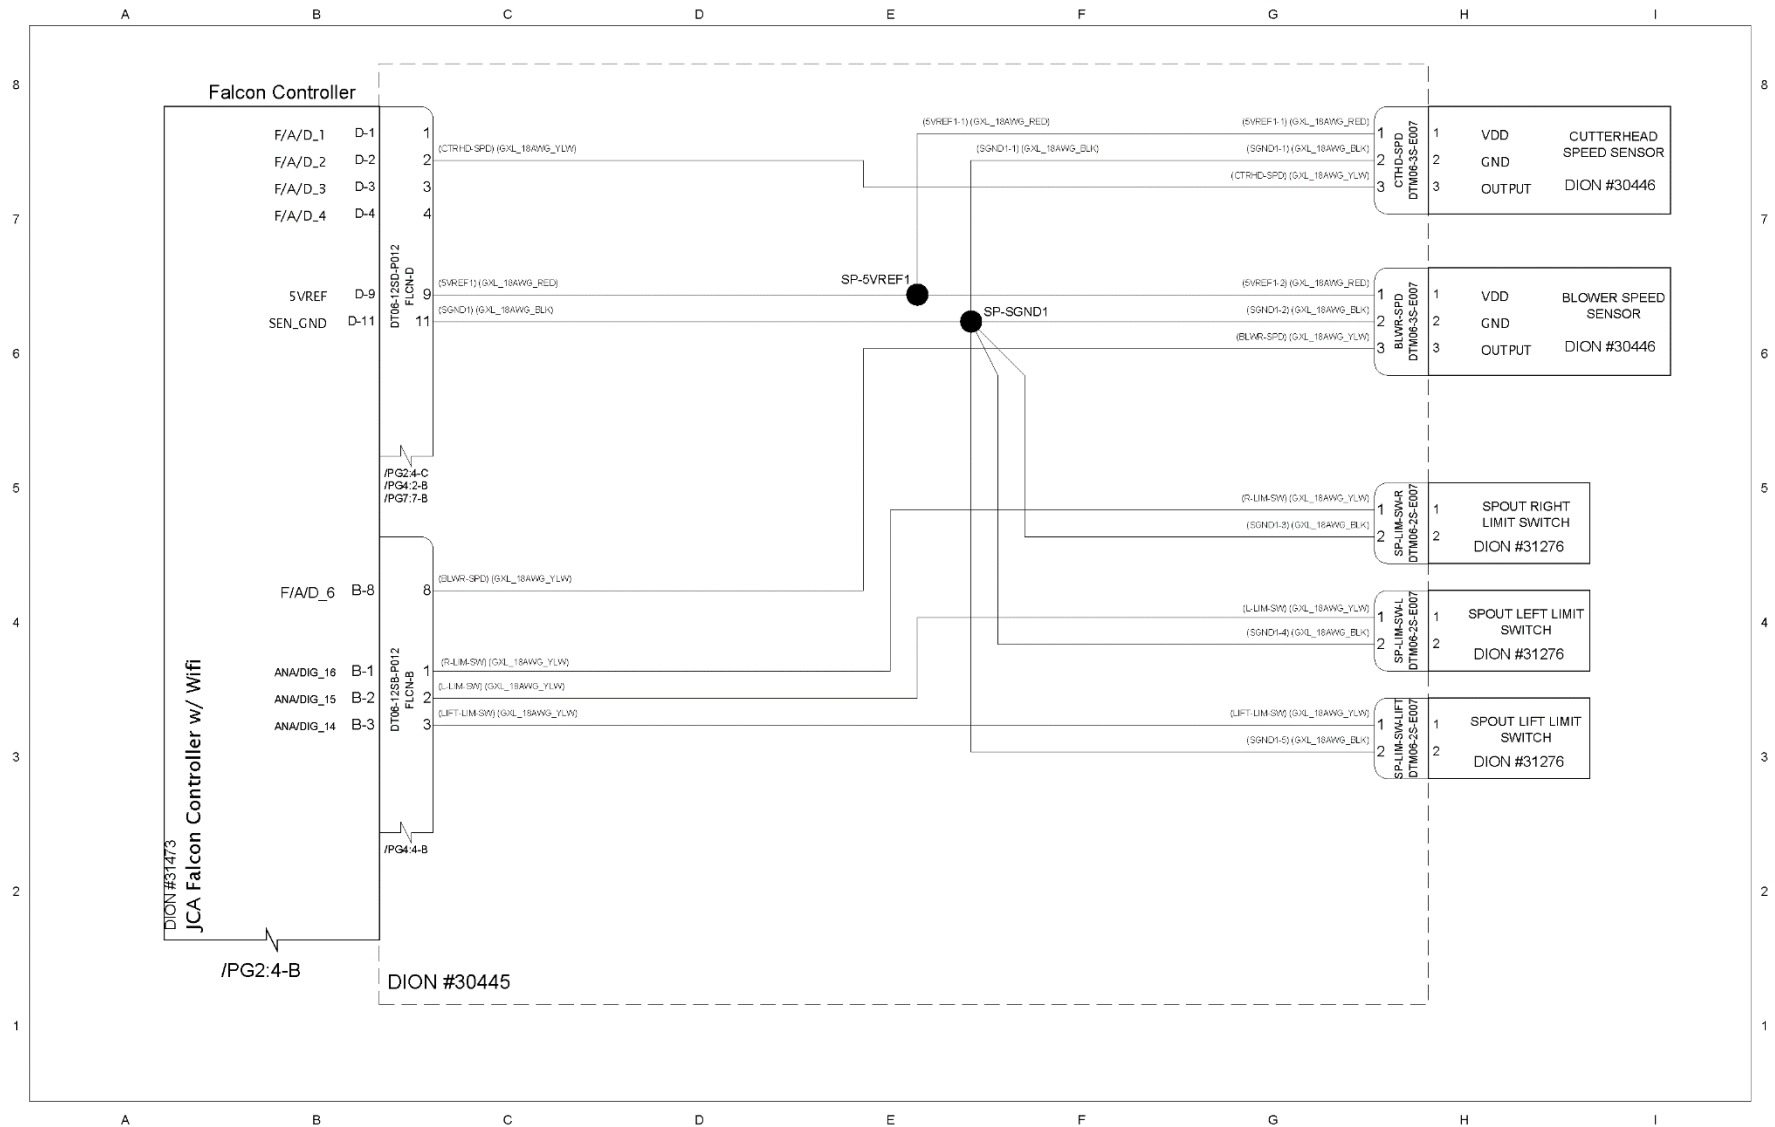 A B C D E F G H I
8 8
7 7
6 6
5 5
4 4
3 3
2 2
1 1
Falcon Controller
F/A/D_1 D-1 1
F/A/D_2 D-2 2
F/A/D_3 D-3 3
F/A/D_4 D-4 4
5VREF D-9 9
SEN_GND D-11 11
DT06-12SD-P012
FLCN-D
(CTRHD-SPD) (GXL_18AWG_YLW)
(5VREF1) (GXL_18AWG_RED)
(SGND1) (GXL_18AWG_BLK)
/PG2:4-C
/PG4:2-B
/PG7:7-B
F/A/D_6 B-8 8
ANA/DIG_16 B-1 1
ANA/DIG_15 B-2 2
ANA/DIG_14 B-3 3
DT06-12SB-P012
FLCN-B
(BLWR-SPD) (GXL_18AWG_YLW)
(R-LIM-SW) (GXL_18AWG_YLW)
(L-LIM-SW) (GXL_18AWG_YLW)
(LIFT-LIM-SW) (GXL_18AWG_YLW)
/PG4:4-B
DION #31473
JCA Falcon Controller w/ Wifi
/PG2:4-B
DION #30445
(5VREF1-1) (GXL_18AWG_RED)
(SGND1-1) (GXL_18AWG_BLK)
SP-5VREF1
SP-SGND1
(5VREF1-1) (GXL_18AWG_RED)
(SGND1-1) (GXL_18AWG_BLK)
(CTRHD-SPD) (GXL_18AWG_YLW)
1
2
3
CTHD-SPD
DTM06-3S-E007
1 VDD
2 GND
3 OUTPUT
CUTTERHEAD
SPEED SENSOR
DION #30446
(5VREF1-2) (GXL_18AWG_RED)
(SGND1-2) (GXL_18AWG_BLK)
(BLWR-SPD) (GXL_18AWG_YLW)
1
2
3
BLWR-SPD
DTM06-3S-E007
1 VDD
2 GND
3 OUTPUT
BLOWER SPEED
SENSOR
DION #30446
(R-LIM-SW) (GXL_18AWG_YLW)
(SGND1-3) (GXL_18AWG_BLK)
1
2
SP-LIM-SW-R
DTM06-2S-E007
1
2
SPOUT RIGHT
LIMIT SWITCH
DION #31276
(L-LIM-SW) (GXL_18AWG_YLW)
(SGND1-4) (GXL_18AWG_BLK)
1
2
SP-LIM-SW-L
DTM06-2S-E007
1
2
SPOUT LEFT LIMIT
SWITCH
DION #31276
(LIFT-LIM-SW) (GXL_18AWG_YLW)
(SGND1-5) (GXL_18AWG_BLK)
1
2
SP-LIM-SW-LIFT
DTM06-2S-E007
1
2
SPOUT LIFT LIMIT
SWITCH
DION #31276
A B C D E F G H I